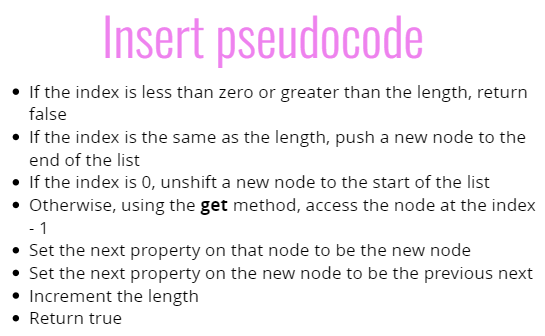 Insert pseudocode
• If the index is less than zero or greater than the length, return
false
• If the index is the same as the length, push a new node to the
end of the list
• If the index is 0, unshift a new node to the start of the list
• Otherwise, using the get method, access the node at the index
- 1
• Set the next property on that node to be the new node
• Set the next property on the new node to be the previous next
• Increment the length
• Return true